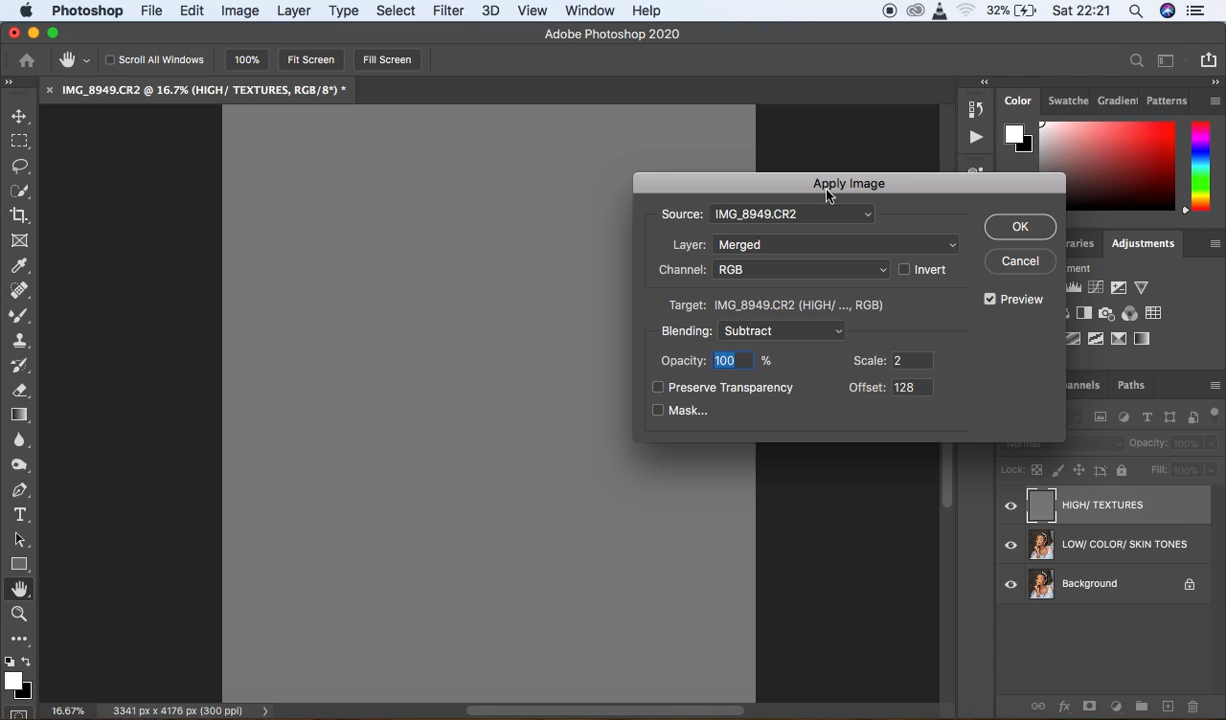 Photoshop File Edit Image Layer Type Select Filter 3D View Window Help 32% Sat 22:21
Adobe Photoshop 2020
Scroll All Windows 100% Fit Screen Fill Screen
IMG_8949.CR2 @ 16.7% (HIGH/ TEXTURES, RGB/8*) *
Color Swatche Gradient Patterns
Apply Image
Source: IMG_8949.CR2
OK
Layer: Merged
raries Adjustments
Channel: RGB Invert
Cancel
ment
Target: IMG_8949.CR2 (HIGH/ ..., RGB)
Preview
Blending: Subtract
Opacity: 100 % Scale: 2
Preserve Transparency Offset: 128
annels Paths
Mask...
Normal Opacity: 100%
Lock: Fill: 100%
HIGH/ TEXTURES
LOW/ COLOR/ SKIN TONES
Background
16.67% 3341 px x 4176 px (300 ppi)